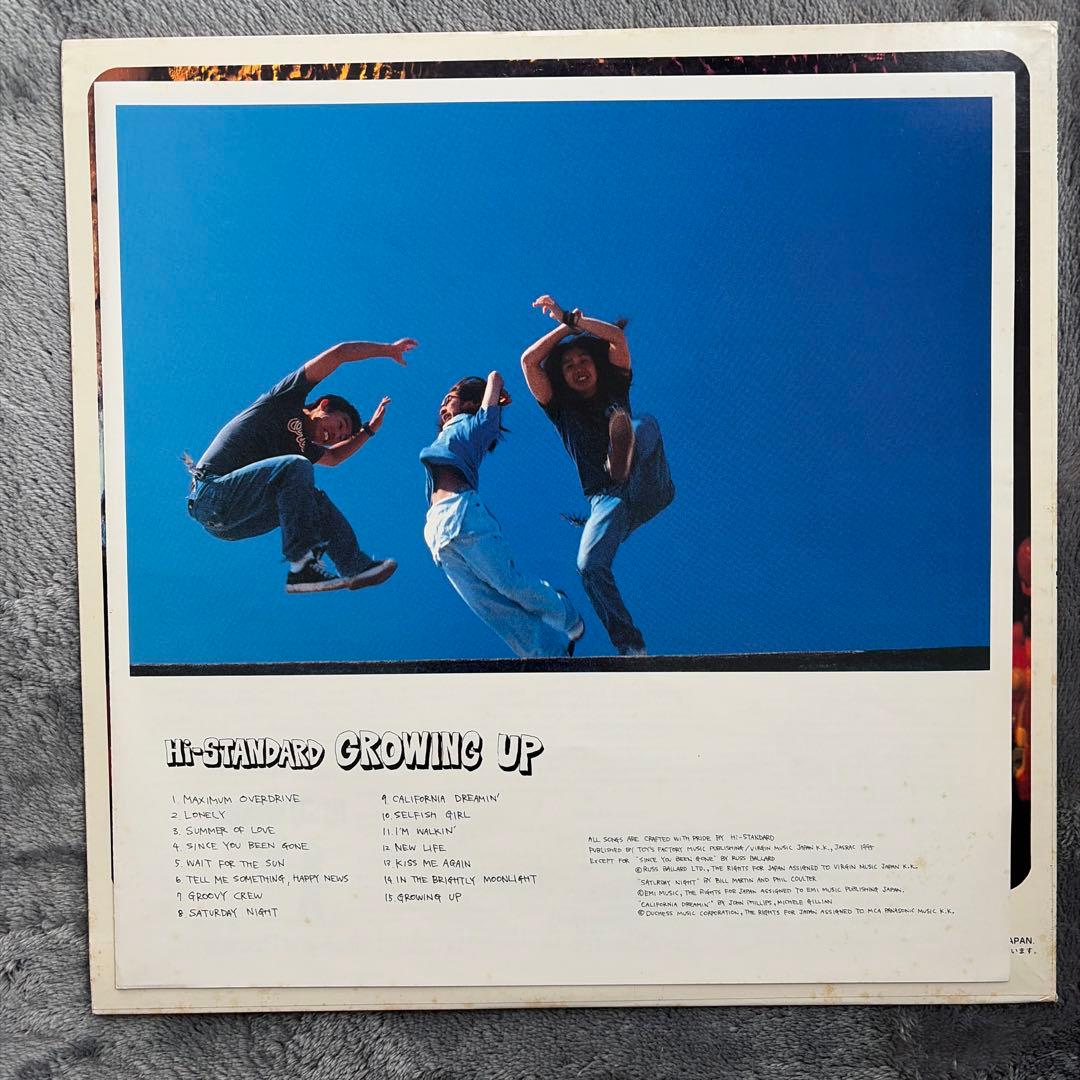 Hi-STANDARD GROWING UP
1 MAXIMUM OVERDRIVE
2 LONELY
3. SUMMER OF LOVE
4. SINCE YOU BEEN GONE
5. WAIT FOR THE SUN
6. TELL ME SOMETHING, HAPPY NEWS
7 GROOVY CREW
8 SATURDAY NIGHT
9. CALIFORNIA DREAMIN'
10. SELFISH GIRL
11. I'M WALKIN'
12 NEW LIFE
13 KISS ME AGAIN
14 IN THE BRIGHTLY MOONLIGHT
15. GROWING UP
ALL SONGS ARE CRAFTED WITH PRIDE BY Hi-STANDARD
PUBLISHED BY TOY'S FACTORY MUSIC PUBLISHING/VIRGIN MUSIC JAPAN K.K., JASRAC 1995
EXCEPT FOR "SINCE YOU BEEN GONE" BY RUSS BALLARD
©RUSS BALLARD LTD., THE RIGHTS FOR JAPAN ASSIGNED TO VIRGIN MUSIC JAPAN K.K.
"SATURDAY NIGHT" BY BILL MARTIN AND PHIL COULTER
©EMI MUSIC, THE RIGHTS FOR JAPAN ASSIGNED TO EMI MUSIC PUBLISHING JAPAN.
"CALIFORNIA DREAMIN'" BY JOHN PHILLIPS, MICHELE GILLIAN
©DUCHESS MUSIC CORPORATION, THE RIGHTS FOR JAPAN ASSIGNED TO MCA PANASONIC MUSIC K.K.
APAN.
います。